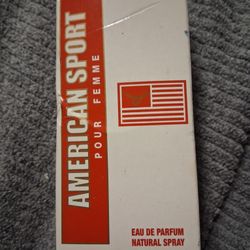 AMERICAN SPORT
POUR FEMME
EAU DE PARFUM
NATURAL SPRAY